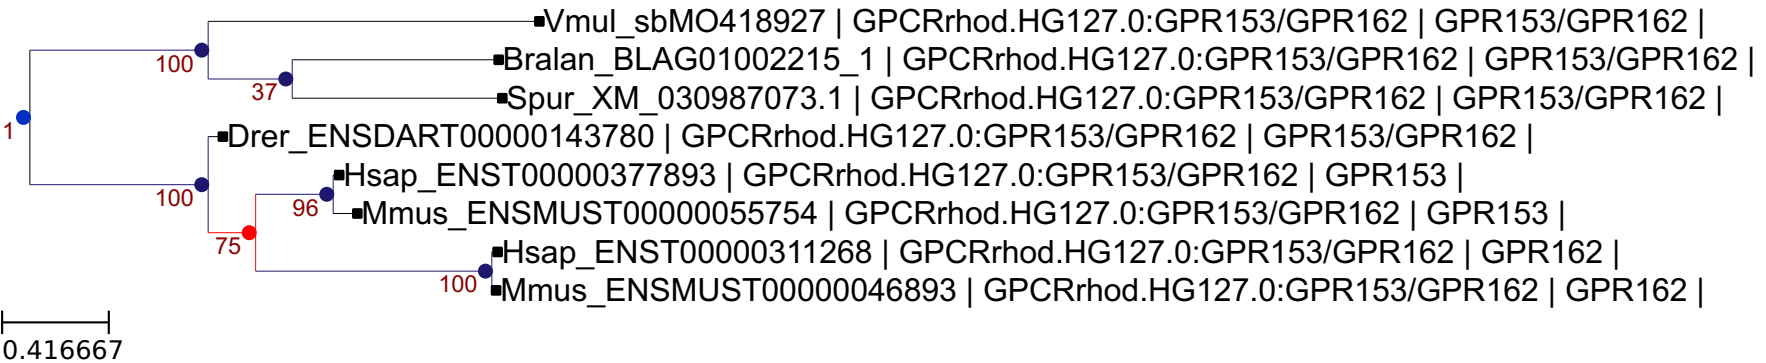 Vmul_sbMO418927 | GPCRrhod.HG127.0:GPR153/GPR162 | GPR153/GPR162 |
100
Bralan_BLAG01002215_1 | GPCRrhod.HG127.0:GPR153/GPR162 | GPR153/GPR162 |
37
Spur_XM_030987073.1 | GPCRrhod.HG127.0:GPR153/GPR162 | GPR153/GPR162 |
1
Drer_ENSDART00000143780 | GPCRrhod.HG127.0:GPR153/GPR162 | GPR153/GPR162 |
Hsap_ENST00000377893 | GPCRrhod.HG127.0:GPR153/GPR162 | GPR153 |
100
96
Mmus_ENSMUST00000055754 | GPCRrhod.HG127.0:GPR153/GPR162 | GPR153 |
75
Hsap_ENST00000311268 | GPCRrhod.HG127.0:GPR153/GPR162 | GPR162 |
100
Mmus_ENSMUST00000046893 | GPCRrhod.HG127.0:GPR153/GPR162 | GPR162 |
0.416667